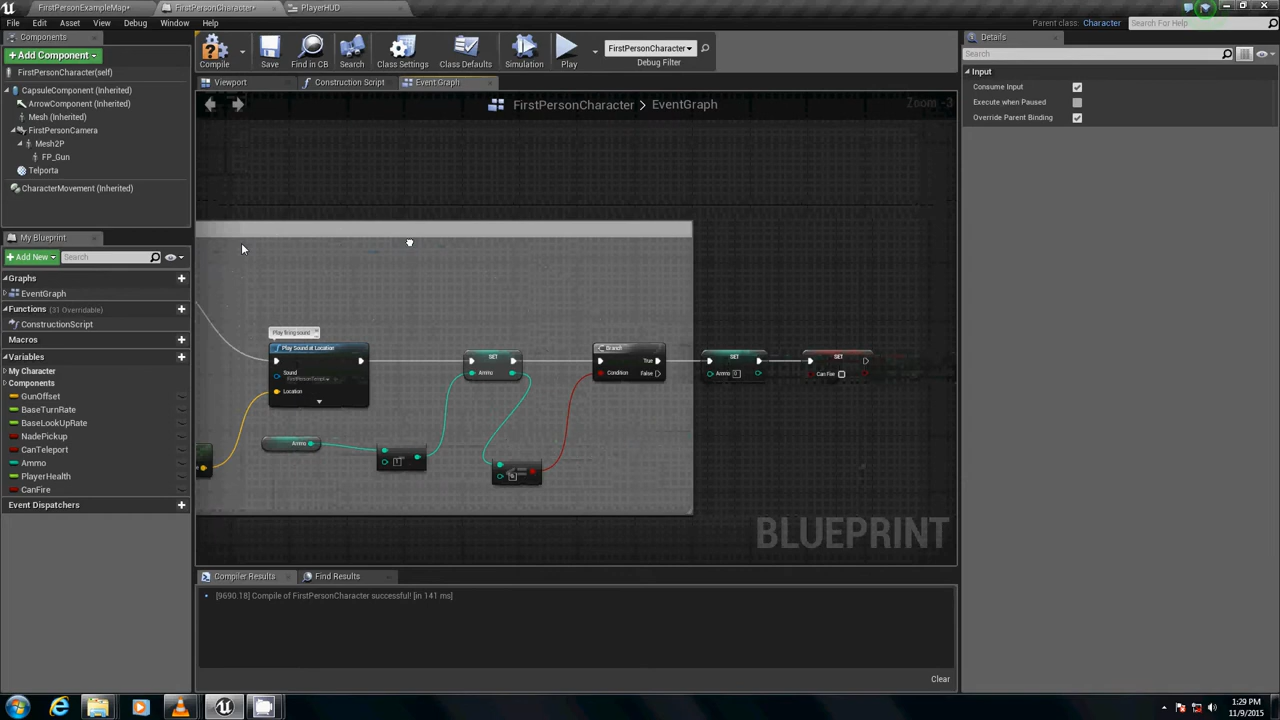 FirstPersonExampleMap*
FirstPersonCharacter*
PlayerHUD
File
Edit
Asset
View
Debug
Window
Help
Parent class: Character
Search For Help
Components
Add Component
FirstPersonCharacter(self)
CapsuleComponent (Inherited)
ArrowComponent (Inherited)
Mesh (Inherited)
FirstPersonCamera
Mesh2P
FP_Gun
Telporta
CharacterMovement (Inherited)
Compile
Save
Find in CB
Search
Class Settings
Class Defaults
Simulation
Play
FirstPersonCharacter
Debug Filter
Viewport
Construction Script
Event Graph
FirstPersonCharacter > EventGraph
Zoom -3
My Blueprint
Add New
Search
Graphs
EventGraph
Functions (31 Overridable)
ConstructionScript
Macros
Variables
My Character
Components
GunOffset
BaseTurnRate
BaseLookUpRate
NadePickup
CanTeleport
Ammo
PlayerHealth
CanFire
Event Dispatchers
Play firing sound
Play Sound at Location
Sound
Location
Ammo
SET
Ammo
Branch
True
Condition
False
SET
Ammo
SET
Can Fire
BLUEPRINT
Compiler Results
Find Results
[9690.18] Compile of FirstPersonCharacter successful! [in 141 ms]
Clear
Details
Search
Input
Consume Input
Execute when Paused
Override Parent Binding
1:29 PM
11/9/2015